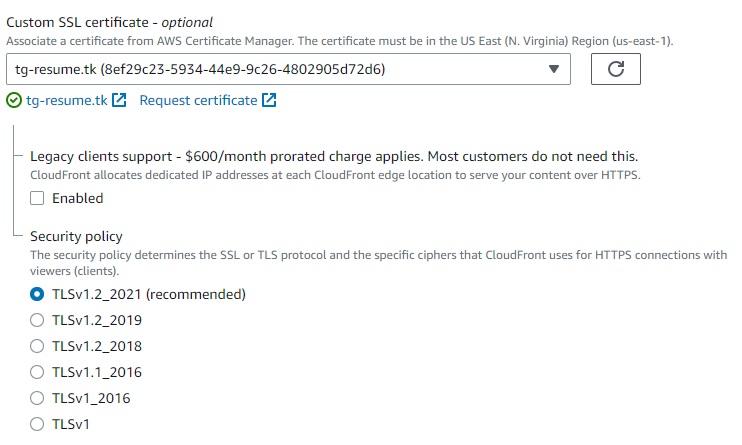 Custom SSL certificate - optional
Associate a certificate from AWS Certificate Manager. The certificate must be in the US East (N. Virginia) Region (us-east-1).
tg-resume.tk (8ef29c23-5934-44e9-9c26-4802905d72d6)
tg-resume.tk Request certificate
Legacy clients support - $600/month prorated charge applies. Most customers do not need this.
CloudFront allocates dedicated IP addresses at each CloudFront edge location to serve your content over HTTPS.
Enabled
Security policy
The security policy determines the SSL or TLS protocol and the specific ciphers that CloudFront uses for HTTPS connections with
viewers (clients).
TLSv1.2_2021 (recommended)
TLSv1.2_2019
TLSv1.2_2018
TLSv1.1_2016
TLSv1_2016
TLSv1